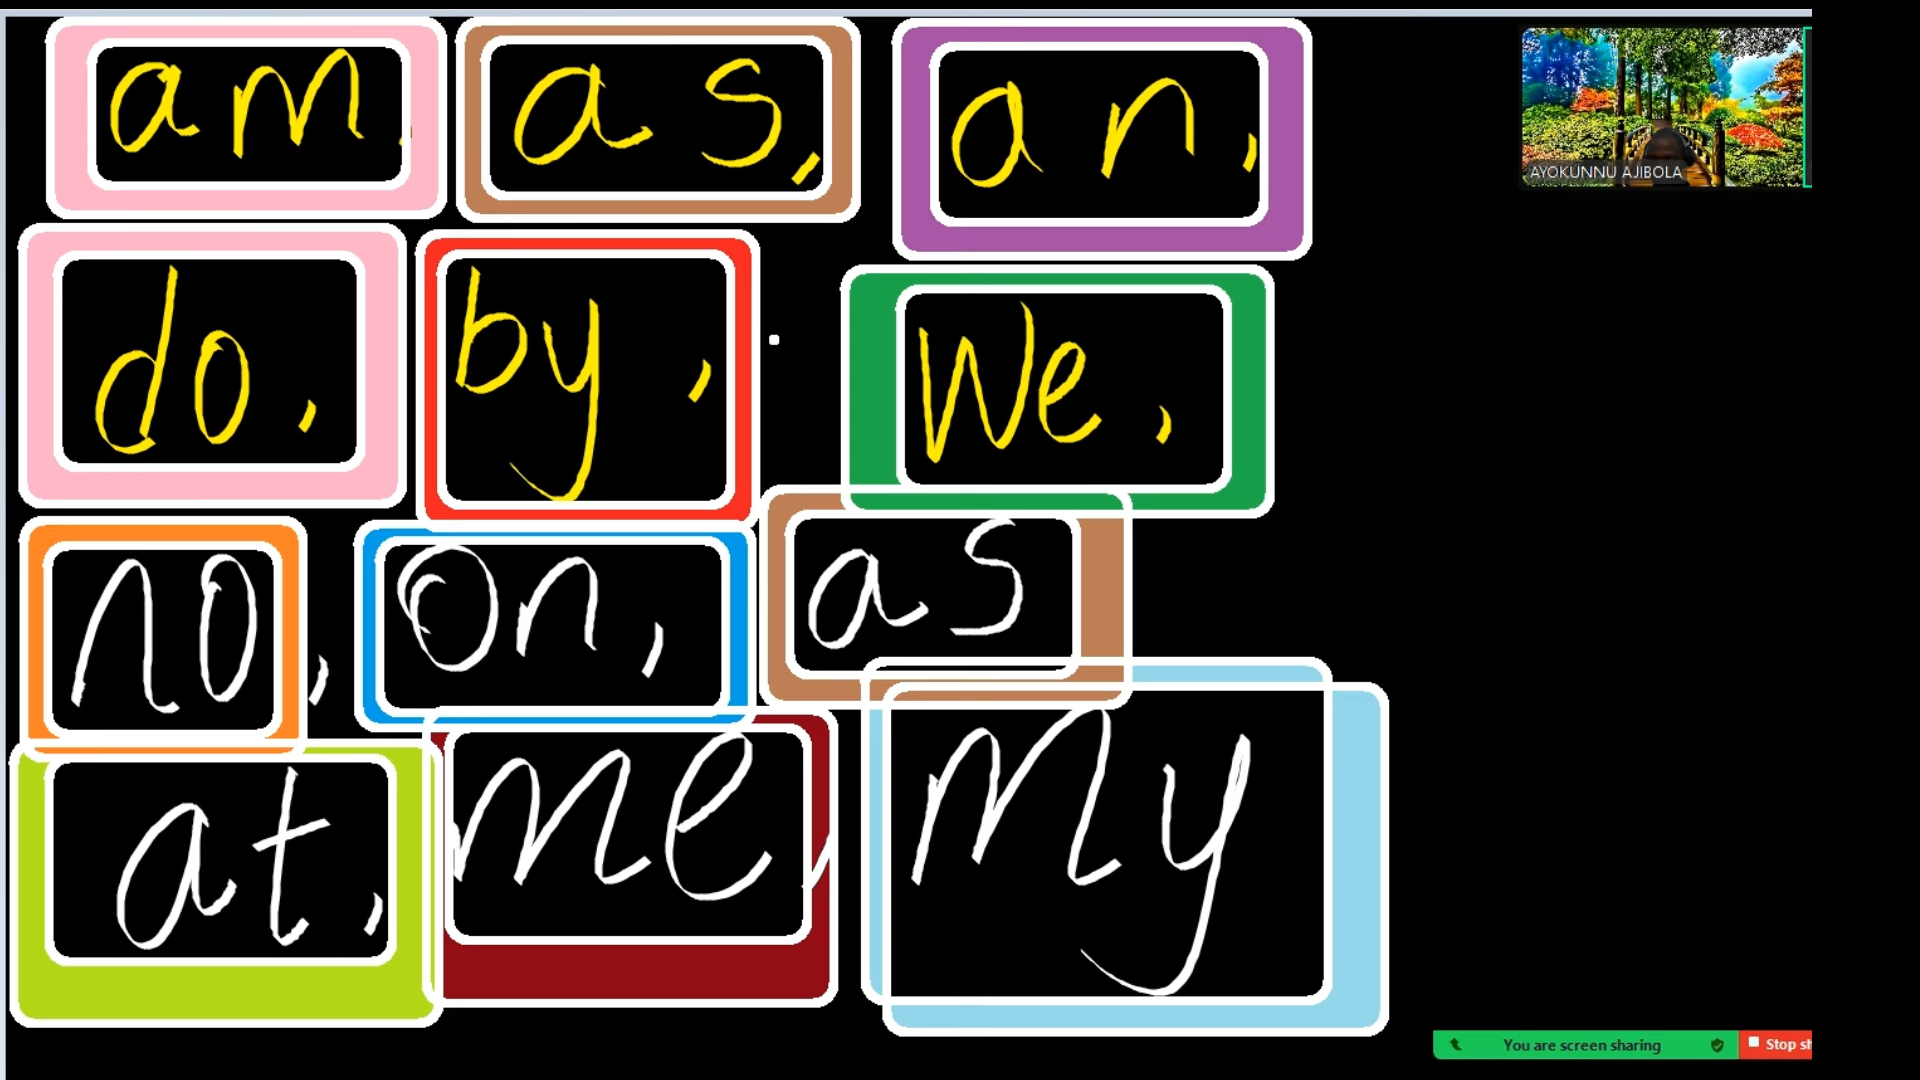 am, as, an,
AYOKUNNU AJIBOLA
do, by, We,
no, on, as
at, me, my
You are screen sharing
Stop sh